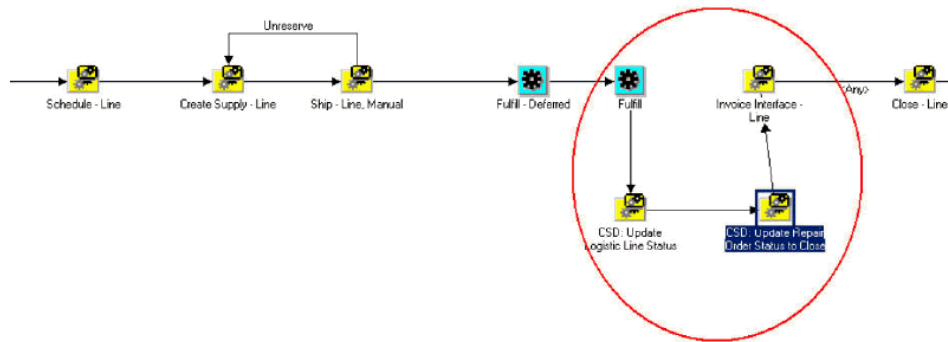 Unreserve
Schedule - Line
Create Supply - Line
Ship - Line, Manual
Fulfill - Deferred
Fulfill
Invoice Interface -
Line
<Any>
Close - Line
CSD: Update
Logistic Line Status
CSD: Update Repair
Order Status to Close